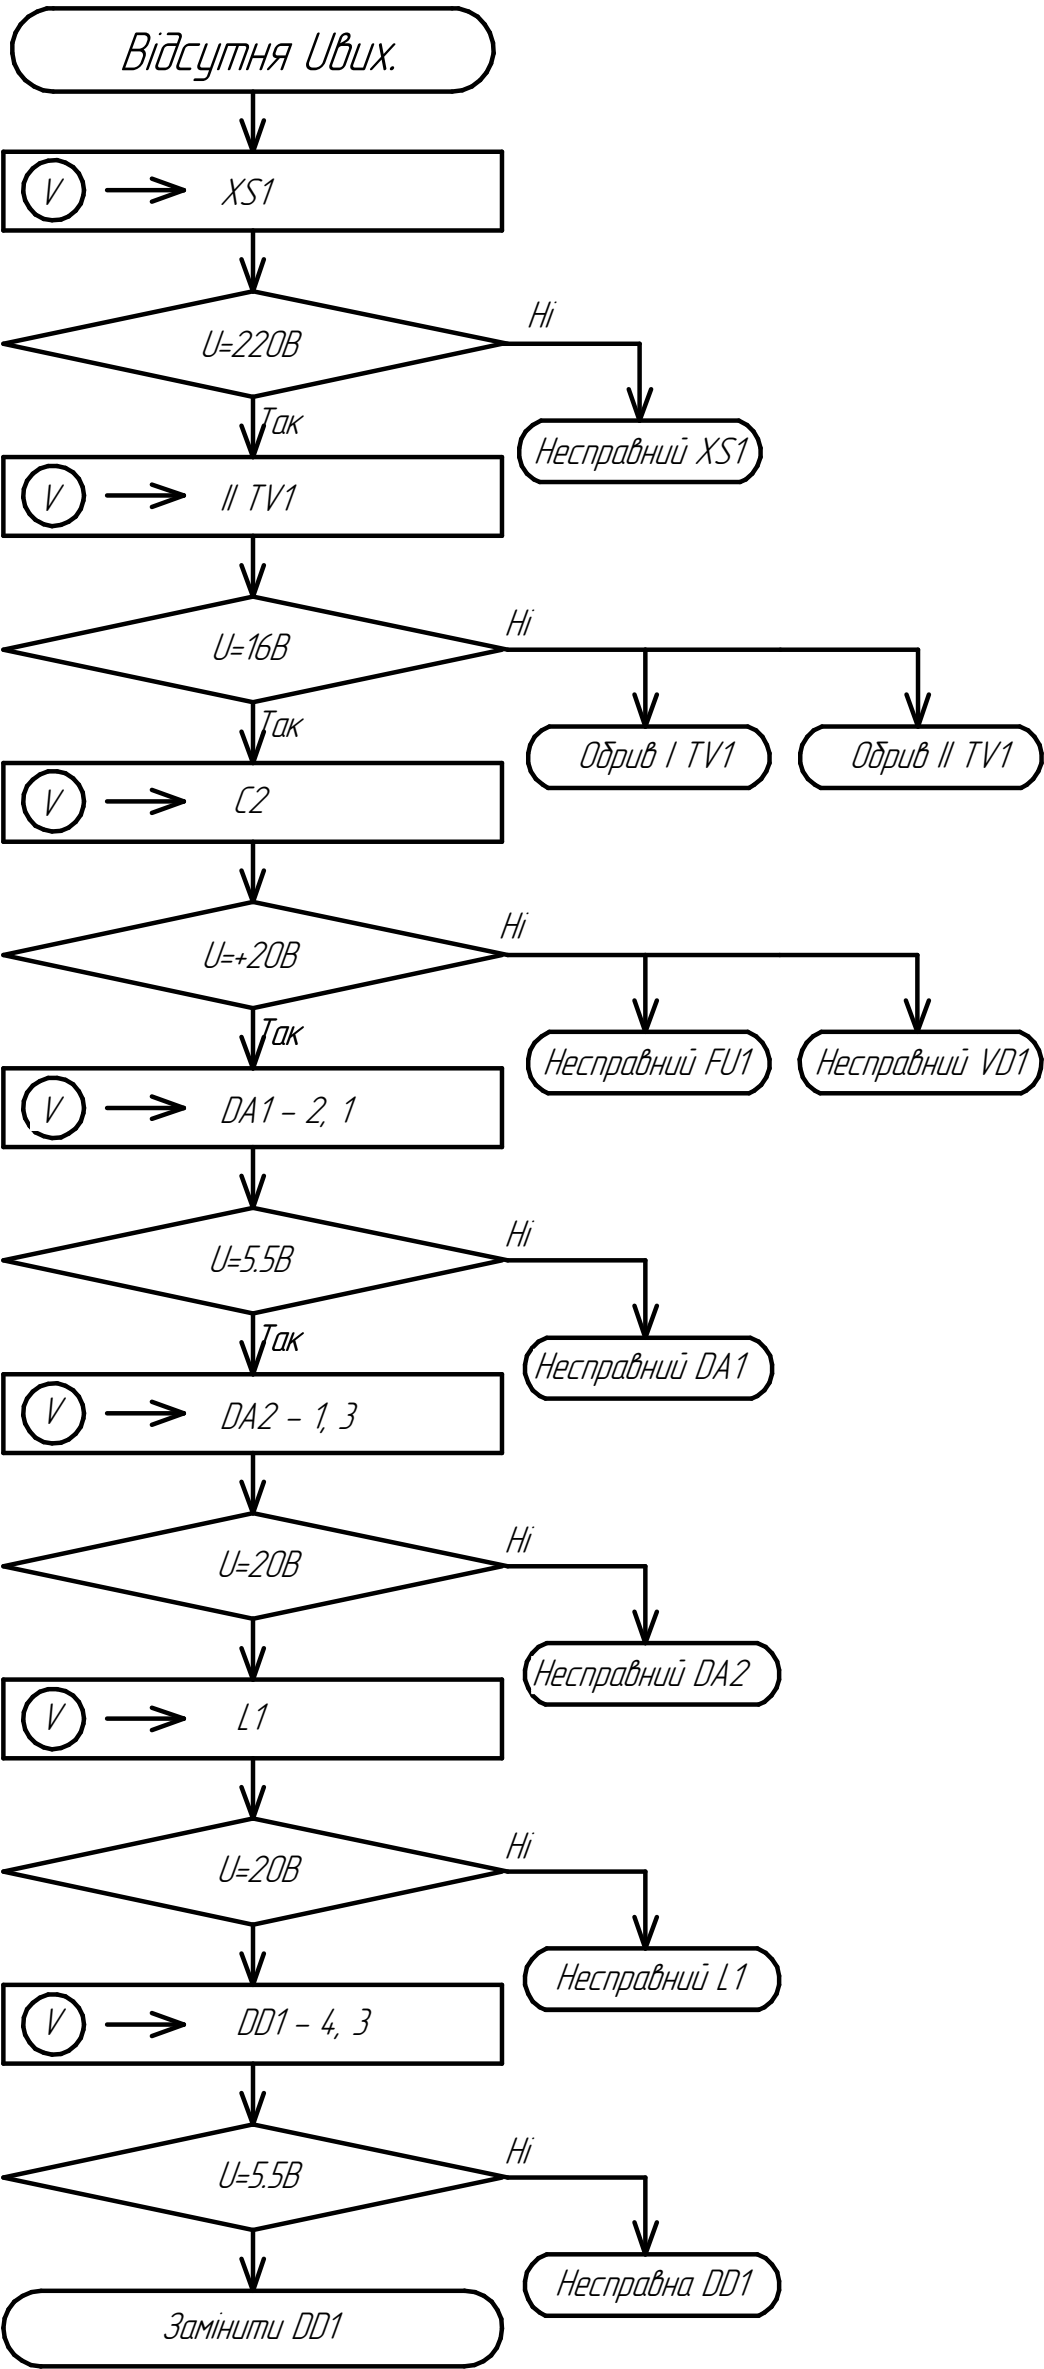 Відсутня Uвих.
V XS1
U=220В
Ні
Так
Несправний XS1
V II TV1
U=16В
Ні
Так
Обрив I TV1
Обрив II TV1
V C2
U=+20В
Ні
Так
Несправний FU1
Несправний VD1
V DA1 – 2, 1
U=5.5В
Ні
Так
Несправний DA1
V DA2 – 1, 3
U=20В
Ні
Несправний DA2
V L1
U=20В
Ні
Несправний L1
V DD1 – 4, 3
U=5.5В
Ні
Несправна DD1
Замінити DD1